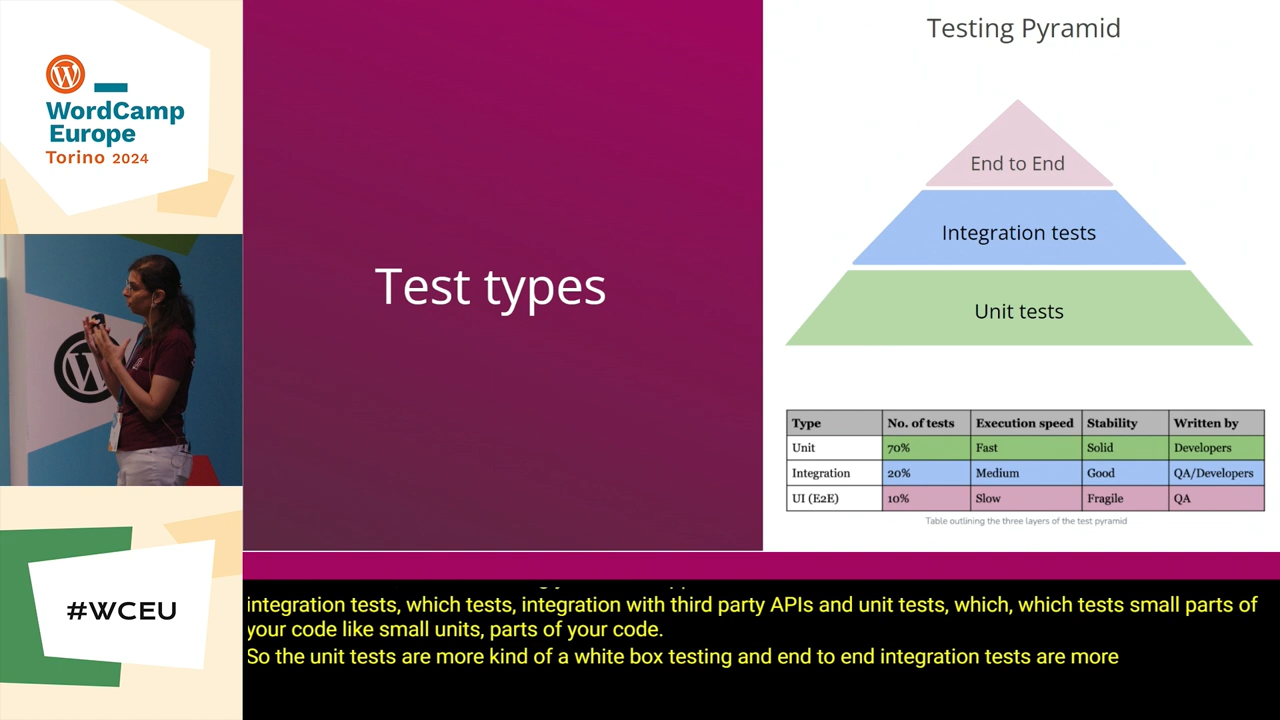 WordCamp
Europe
Torino 2024
#WCEU
Test types
Testing Pyramid
End to End
Integration tests
Unit tests
Type No. of tests Execution speed Stability Written by
Unit 70% Fast Solid Developers
Integration 20% Medium Good QA/Developers
UI (E2E) 10% Slow Fragile QA
Table outlining the three layers of the test pyramid
integration tests, which tests, integration with third party APIs and unit tests, which, which tests small parts of
your code like small units, parts of your code.
So the unit tests are more kind of a white box testing and end to end integration tests are more